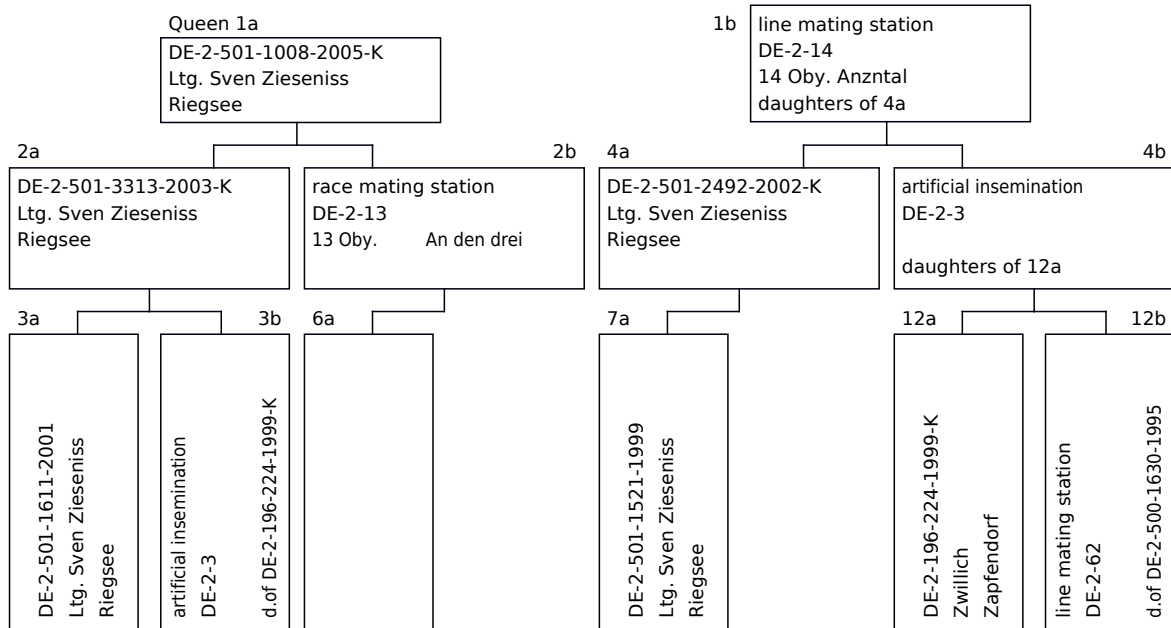 Queen 1a
DE-2-501-1008-2005-K
Ltg. Sven Zieseniss
Riegsee
1b
line mating station
DE-2-14
14 Oby. Anzntal
daughters of 4a
2a
DE-2-501-3313-2003-K
Ltg. Sven Zieseniss
Riegsee
2b
race mating station
DE-2-13
13 Oby. An den drei
4a
DE-2-501-2492-2002-K
Ltg. Sven Zieseniss
Riegsee
4b
artificial insemination
DE-2-3
daughters of 12a
3a
DE-2-501-1611-2001
Ltg. Sven Zieseniss
Riegsee
3b
artificial insemination
DE-2-3
d.of DE-2-196-224-1999-K
6a
7a
DE-2-501-1521-1999
Ltg. Sven Zieseniss
Riegsee
12a
DE-2-196-224-1999-K
Zwillich
Zapfendorf
12b
line mating station
DE-2-62
d.of DE-2-500-1630-1995